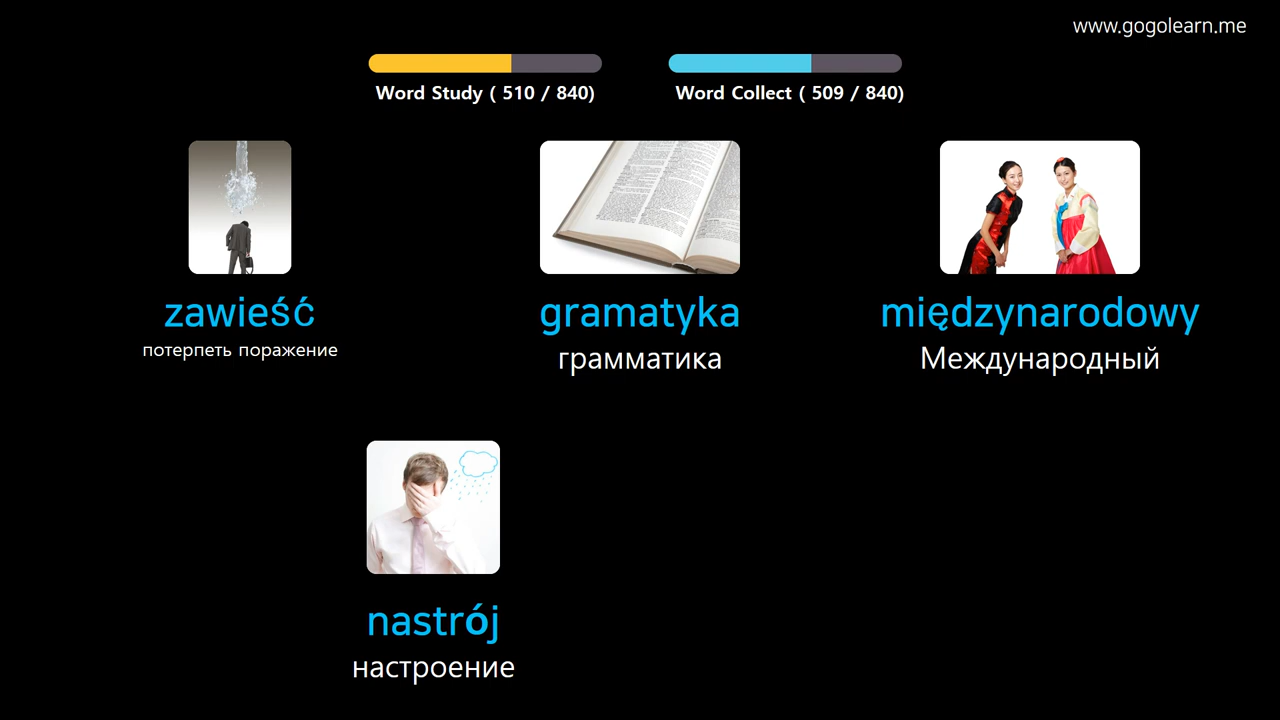 www.gogolearn.me
Word Study ( 510 / 840)
Word Collect ( 509 / 840)
zawieść
потерпеть поражение
gramatyka
грамматика
międzynarodowy
Международный
nastrój
настроение